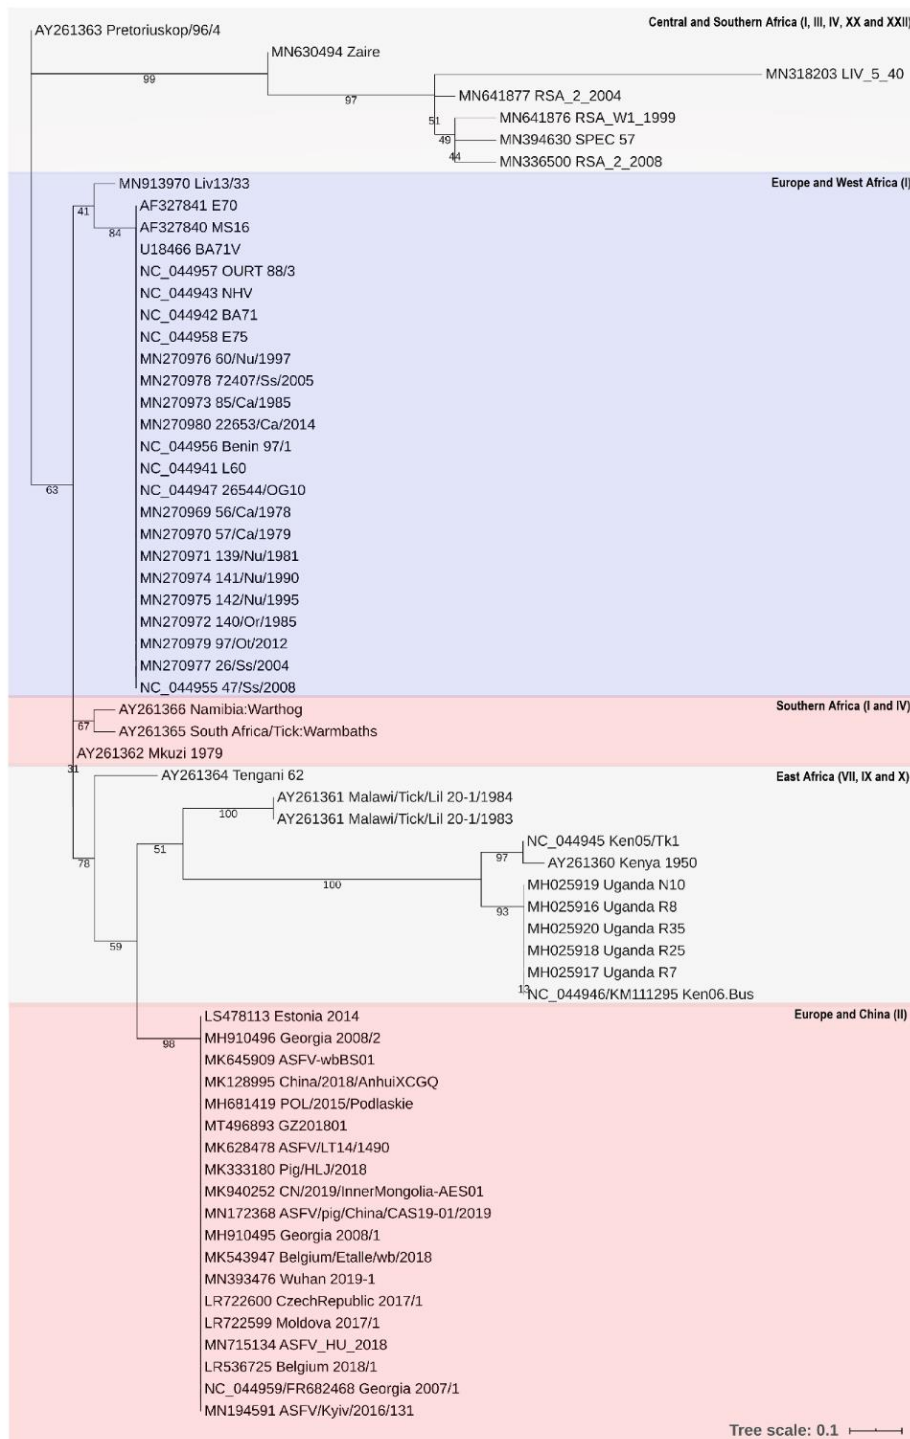 Central and Southern Africa (I, III, IV, XX and XXII)
AY261363 Pretoriuskop/96/4
MN630494 Zaire
99
MN318203 LIV_5_40
97
MN641877 RSA_2_2004
51
MN641876 RSA_W1_1999
49
MN394630 SPEC 57
44
MN336500 RSA_2_2008
Europe and West Africa (I)
MN913970 Liv13/33
41
AF327841 E70
84
AF327840 MS16
U18466 BA71V
NC_044957 OURT 88/3
NC_044943 NHV
NC_044942 BA71
NC_044958 E75
MN270976 60/Nu/1997
MN270978 72407/Ss/2005
MN270973 85/Ca/1985
MN270980 22653/Ca/2014
NC_044956 Benin 97/1
NC_044941 L60
63
NC_044947 26544/OG10
MN270969 56/Ca/1978
MN270970 57/Ca/1979
MN270971 139/Nu/1981
MN270974 141/Nu/1990
MN270975 142/Nu/1995
MN270972 140/Or/1985
MN270979 97/Ot/2012
MN270977 26/Ss/2004
NC_044955 47/Ss/2008
Southern Africa (I and IV)
AY261366 Namibia:Warthog
67
AY261365 South Africa/Tick:Warmbaths
AY261362 Mkuzi 1979
31
East Africa (VII, IX and X)
AY261364 Tengani 62
AY261361 Malawi/Tick/Lil 20-1/1984
100
AY261361 Malawi/Tick/Lil 20-1/1983
NC_044945 Ken05/Tk1
51
97
AY261360 Kenya 1950
78
100
MH025919 Uganda N10
MH025916 Uganda R8
93
MH025920 Uganda R35
59
MH025918 Uganda R25
MH025917 Uganda R7
13
NC_044946/KM111295 Ken06.Bus
Europe and China (II)
LS478113 Estonia 2014
98
MH910496 Georgia 2008/2
MK645909 ASFV-wbBS01
MK128995 China/2018/AnhuiXCGQ
MH681419 POL/2015/Podlaskie
MT496893 GZ201801
MK628478 ASFV/LT14/1490
MK333180 Pig/HLJ/2018
MK940252 CN/2019/InnerMongolia-AES01
MN172368 ASFV/pig/China/CAS19-01/2019
MH910495 Georgia 2008/1
MK543947 Belgium/Etalle/wb/2018
MN393476 Wuhan 2019-1
LR722600 CzechRepublic 2017/1
LR722599 Moldova 2017/1
MN715134 ASFV_HU_2018
LR536725 Belgium 2018/1
NC_044959/FR682468 Georgia 2007/1
MN194591 ASFV/Kyiv/2016/131
Tree scale: 0.1